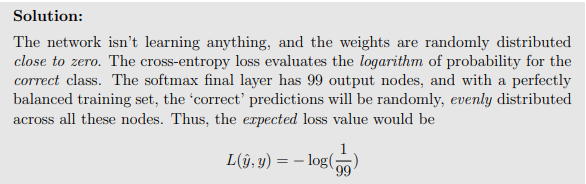 Solution:
The network isn't learning anything, and the weights are randomly distributed
close to zero. The cross-entropy loss evaluates the logarithm of probability for the
correct class. The softmax final layer has 99 output nodes, and with a perfectly
balanced training set, the 'correct' predictions will be randomly, evenly distributed
across all these nodes. Thus, the expected loss value would be
L(ŷ, y) = − log(1/99)